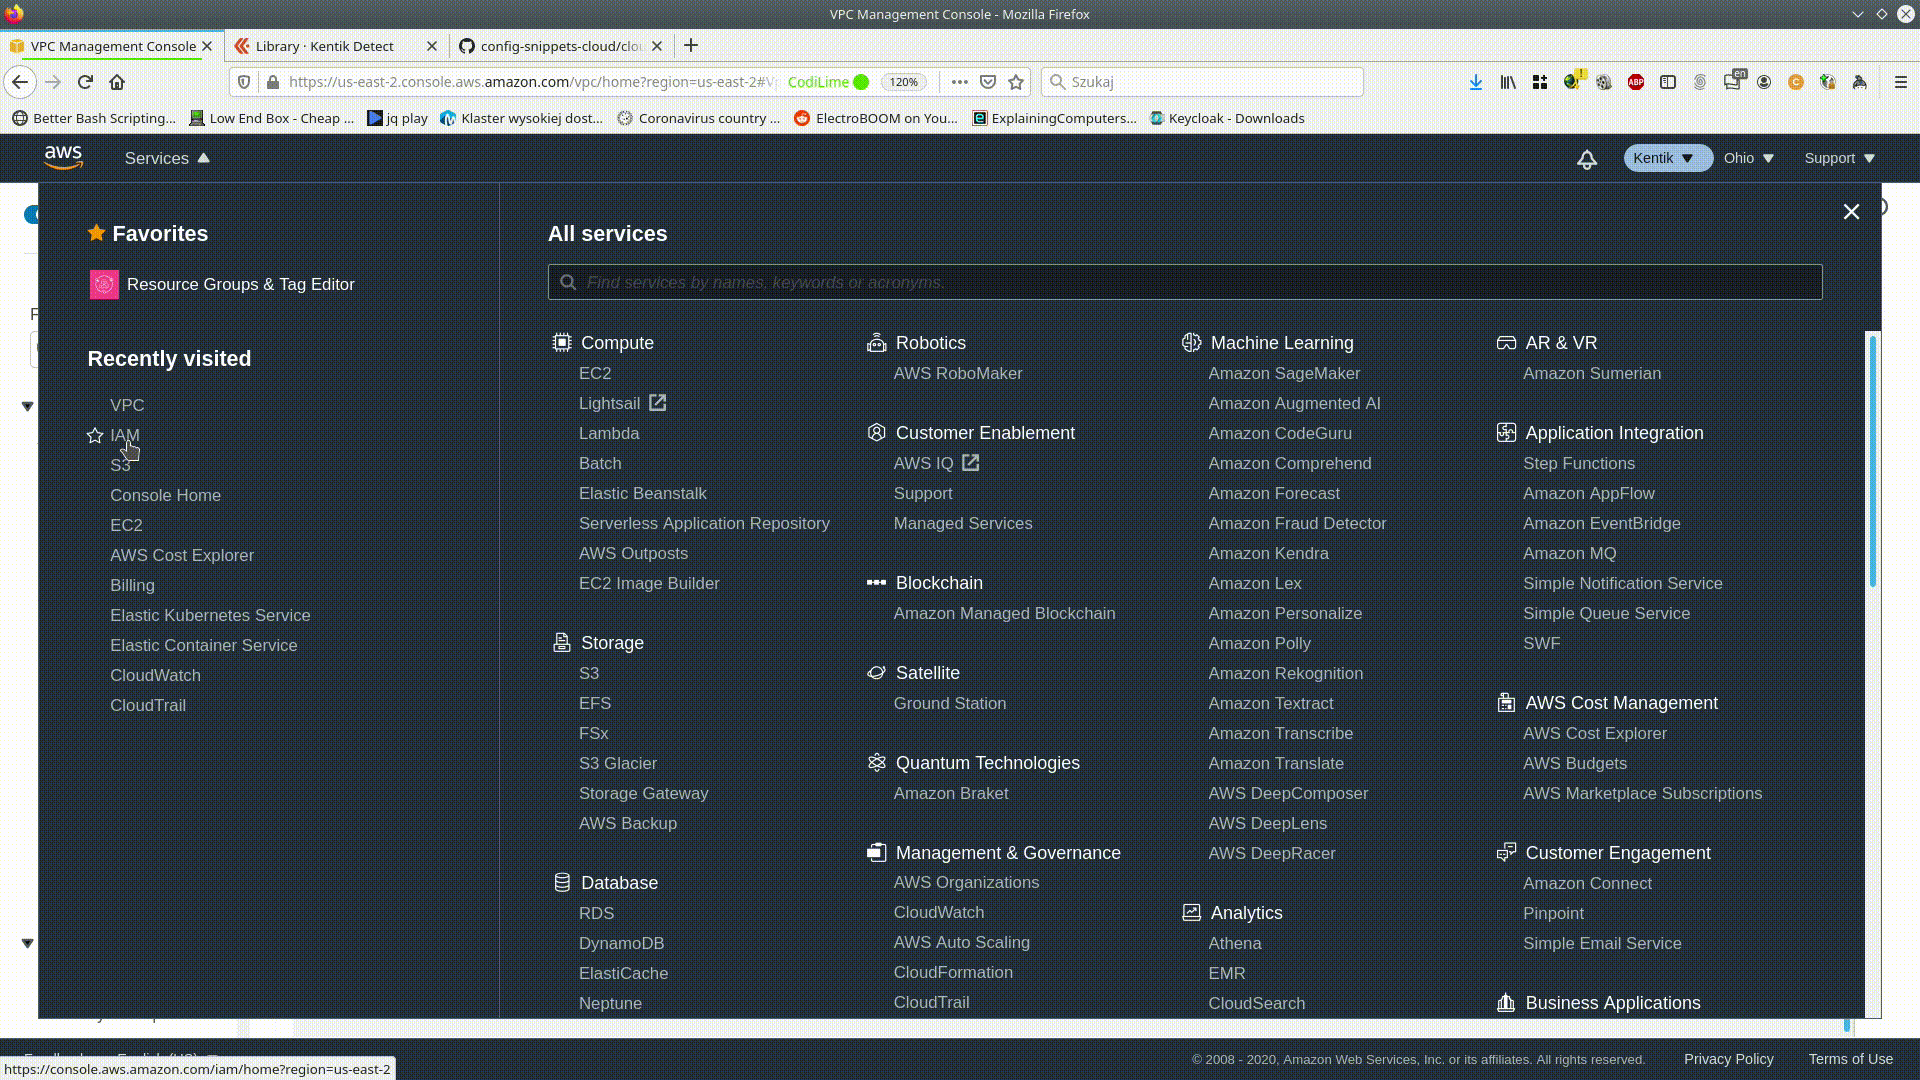 VPC Management Console - Mozilla Firefox
VPC Management Console
Library · Kentik Detect
config-snippets-cloud/clou
https://us-east-2.console.aws.amazon.com/vpc/home?region=us-east-2#V
CodiLime
120%
Szukaj
ABP
en
Better Bash Scripting...
Low End Box - Cheap ...
jq play
Klaster wysokiej dost...
Coronavirus country ...
ElectroBOOM on You...
ExplainingComputers...
Keycloak - Downloads
aws
Services
Kentik
Ohio
Support
Favorites
Resource Groups & Tag Editor
Recently visited
VPC
IAM
S3
Console Home
EC2
AWS Cost Explorer
Billing
Elastic Kubernetes Service
Elastic Container Service
CloudWatch
CloudTrail
All services
Find services by names, keywords or acronyms.
Compute
EC2
Lightsail
Lambda
Batch
Elastic Beanstalk
Serverless Application Repository
AWS Outposts
EC2 Image Builder
Storage
S3
EFS
FSx
S3 Glacier
Storage Gateway
AWS Backup
Database
RDS
DynamoDB
ElastiCache
Neptune
Robotics
AWS RoboMaker
Customer Enablement
AWS IQ
Support
Managed Services
Blockchain
Amazon Managed Blockchain
Satellite
Ground Station
Quantum Technologies
Amazon Braket
Management & Governance
AWS Organizations
CloudWatch
AWS Auto Scaling
CloudFormation
CloudTrail
Machine Learning
Amazon SageMaker
Amazon Augmented AI
Amazon CodeGuru
Amazon Comprehend
Amazon Forecast
Amazon Fraud Detector
Amazon Kendra
Amazon Lex
Amazon Personalize
Amazon Polly
Amazon Rekognition
Amazon Textract
Amazon Transcribe
Amazon Translate
AWS DeepComposer
AWS DeepLens
AWS DeepRacer
Analytics
Athena
EMR
CloudSearch
AR & VR
Amazon Sumerian
Application Integration
Step Functions
Amazon AppFlow
Amazon EventBridge
Amazon MQ
Simple Notification Service
Simple Queue Service
SWF
AWS Cost Management
AWS Cost Explorer
AWS Budgets
AWS Marketplace Subscriptions
Customer Engagement
Amazon Connect
Pinpoint
Simple Email Service
Business Applications
© 2008 - 2020, Amazon Web Services, Inc. or its affiliates. All rights reserved.
Privacy Policy
Terms of Use
https://console.aws.amazon.com/iam/home?region=us-east-2